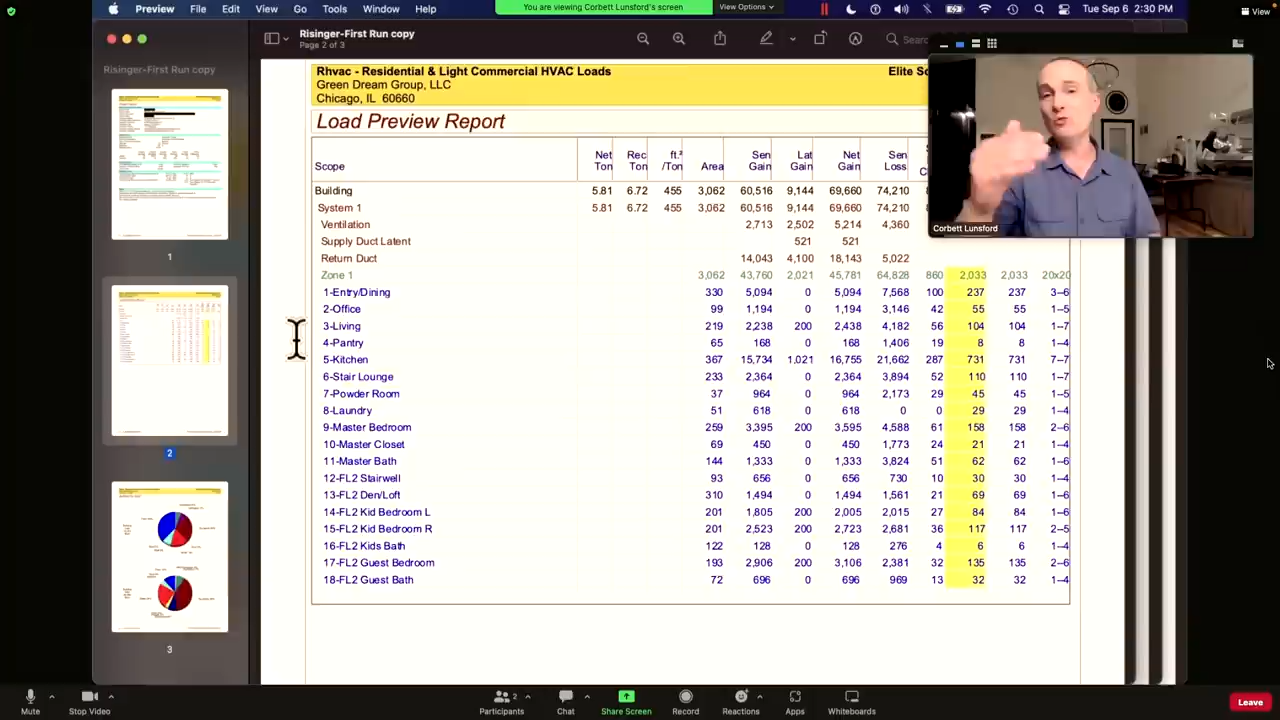 Preview File Edit View Go Tools Window Help
You are viewing Corbett Lunsford's screen
View Options
Tue Sep 6 2:30 PM
View
Risinger-First Run copy
Page 2 of 3
Risinger-First Run copy
1
2
3
Rhvac - Residential & Light Commercial HVAC Loads
Green Dream Group, LLC
Chicago, IL 60660
Load Preview Report
Scope Net Ton Rec Ton ft.² /Ton Area Sen Gain Lat Gain Net Gain Sen Loss
Building 5.81 6.72 455 3,062 60,516 9,144 69,660 74,210
System 1 5.81 6.72 455 3,062 60,516 9,144 69,660 74,210
Ventilation 2,713 2,502 5,214 4,360
Supply Duct Latent 521 521
Return Duct 14,043 4,100 18,143 5,022
Zone 1 3,062 43,760 2,021 45,781 64,828 860 2,033 2,033 20x20
1-Entry/Dining 330 5,094 0 5,094 7,568 100 237 237 3--6
2-Office 99 1,194 0 1,194 3,146 42 55 55 1--5
3-Living 219 2,238 200 2,438 4,182 56 104 104 1--7
4-Pantry 65 168 0 168 1,406 19 8 8 1--4
5-Kitchen 367 15,734 1,021 16,755 21,662 287 731 731 7--7
6-Stair Lounge 233 2,364 0 2,364 3,894 52 110 110 1--7
7-Powder Room 37 964 0 964 2,173 29 45 45 1--5
8-Laundry 51 618 0 618 0 0 29 29 1--4
9-Master Bedroom 259 3,395 200 3,595 4,588 61 158 158 2--6
10-Master Closet 69 450 0 450 1,773 24 21 21 1--4
11-Master Bath 144 1,333 0 1,333 3,824 51 62 62 1--6
12-FL2 Stairwell 93 656 0 656 730 10 30 30 1--4
13-FL2 Den/Loft 310 1,494 0 1,494 1,561 21 69 69 1--6
14-FL2 Kid Bedroom L 201 1,805 200 2,005 2,015 27 84 84 1--6
15-FL2 Kid Bedroom R 201 2,523 200 2,723 2,681 36 117 117 2--5
16-FL2 Kids Bath 122 128 0 128 276 4 6 6 1--4
17-FL2 Guest Bedroom 193 2,906 200 3,106 2,381 32 135 135 2--6
18-FL2 Guest Bath 72 696 0 696 969 13 32 32 1--4
Corbett Lunsford
Mute
Stop Video
Participants 2
Chat
Share Screen
Record
Reactions
Apps
Whiteboards
Leave